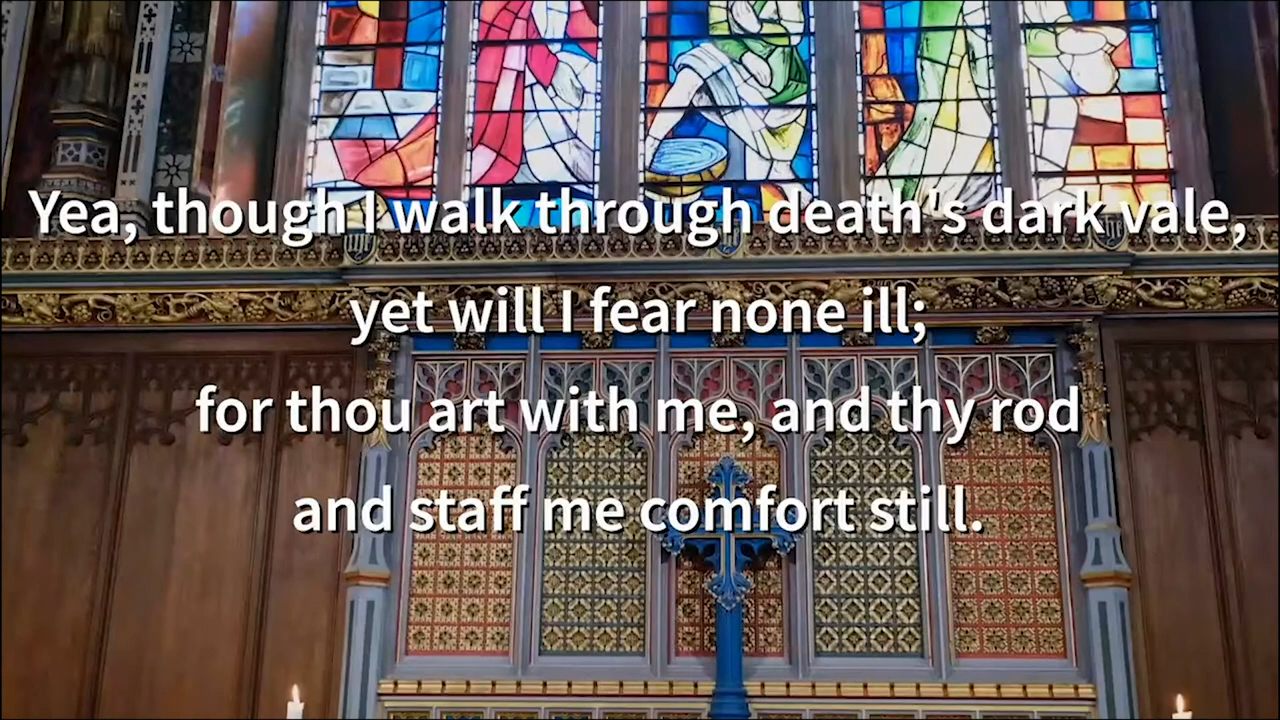 Yea, though I walk through death's dark vale,
yet will I fear none ill;
for thou art with me, and thy rod
and staff me comfort still.